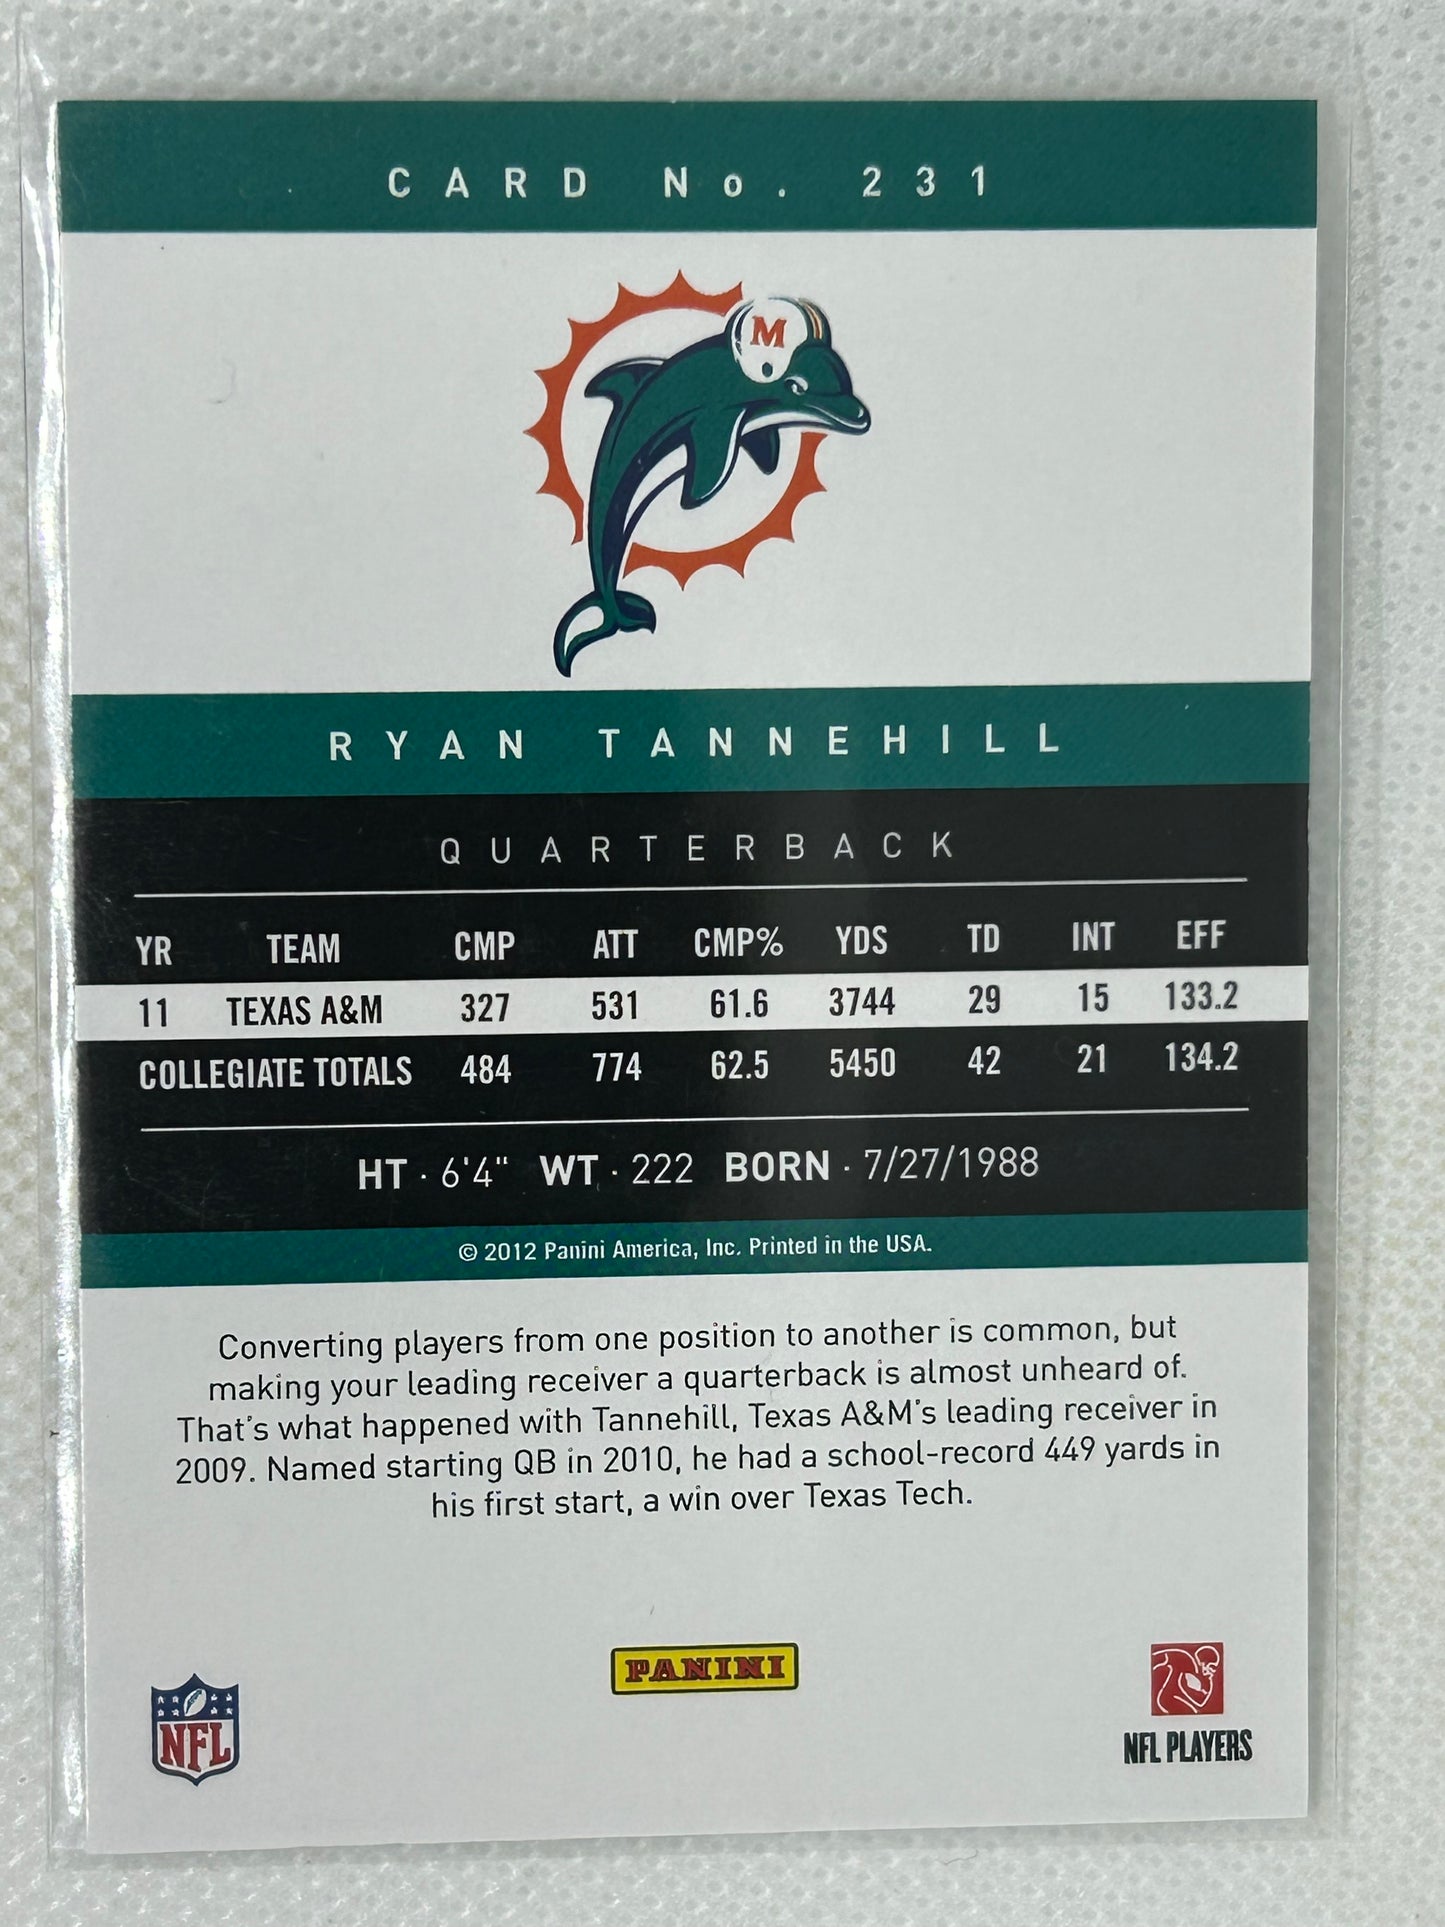 CARD No. 231
M
RYAN TANNEHILL
QUARTERBACK
YR TEAM CMP ATT CMP% YDS TD INT EFF
11 TEXAS A&M 327 531 61.6 3744 29 15 133.2
COLLEGIATE TOTALS 484 774 62.5 5450 42 21 134.2
HT · 6'4" WT · 222 BORN · 7/27/1988
© 2012 Panini America, Inc. Printed in the USA.
Converting players from one position to another is common, but
making your leading receiver a quarterback is almost unheard of.
That's what happened with Tannehill, Texas A&M's leading receiver in
2009. Named starting QB in 2010, he had a school-record 449 yards in
his first start, a win over Texas Tech.
PANINI
NFL
NFL PLAYERS